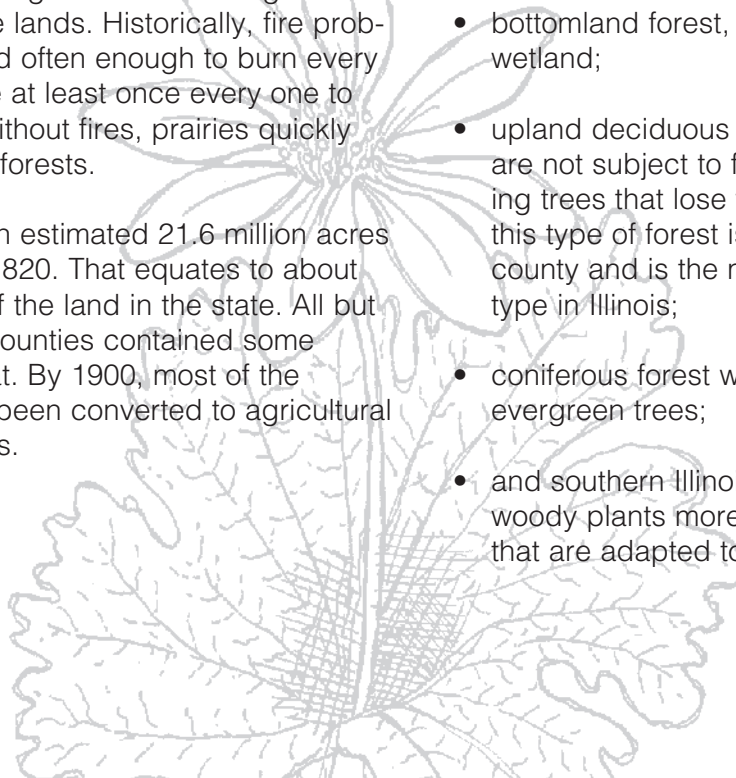 e lands. Historically, fire prob-
d often enough to burn every
e at least once every one to
ithout fires, prairies quickly
forests.
n estimated 21.6 million acres
820. That equates to about
f the land in the state. All but
ounties contained some
t. By 1900, most of the
been converted to agricultural
s.
• bottomland forest,
wetland;
• upland deciduous
are not subject to f
ing trees that lose
this type of forest is
county and is the
type in Illinois;
• coniferous forest w
evergreen trees;
• and southern Illino
woody plants more
that are adapted to